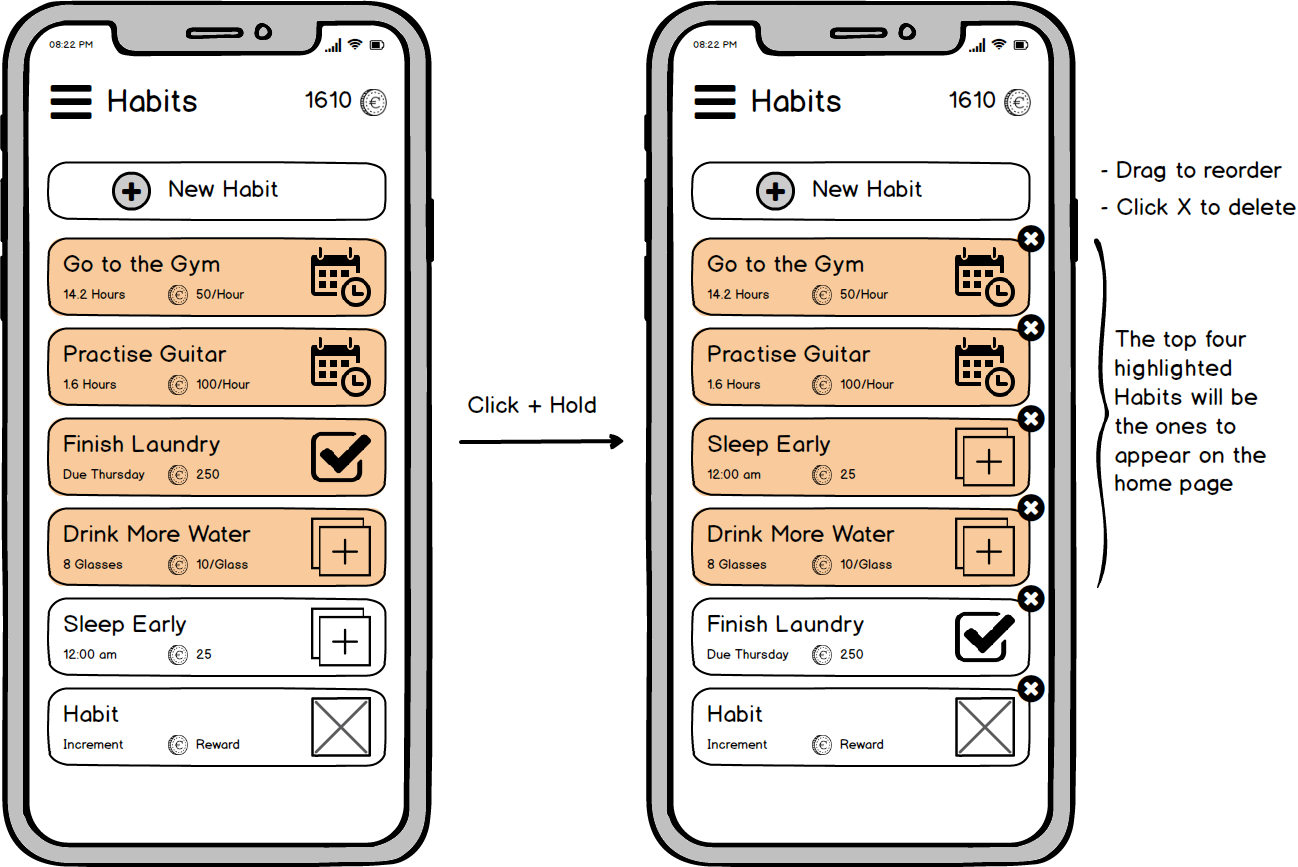 08:22 PM
Habits
1610
New Habit
Go to the Gym
14.2 Hours
50/Hour
Practise Guitar
1.6 Hours
100/Hour
Finish Laundry
Due Thursday
250
Drink More Water
8 Glasses
10/Glass
Sleep Early
12:00 am
25
Habit
Increment
Reward
Click + Hold
08:22 PM
Habits
1610
New Habit
Go to the Gym
14.2 Hours
50/Hour
Practise Guitar
1.6 Hours
100/Hour
Sleep Early
12:00 am
25
Drink More Water
8 Glasses
10/Glass
Finish Laundry
Due Thursday
250
Habit
Increment
Reward
- Drag to reorder
- Click X to delete
The top four
highlighted
Habits will be
the ones to
appear on the
home page